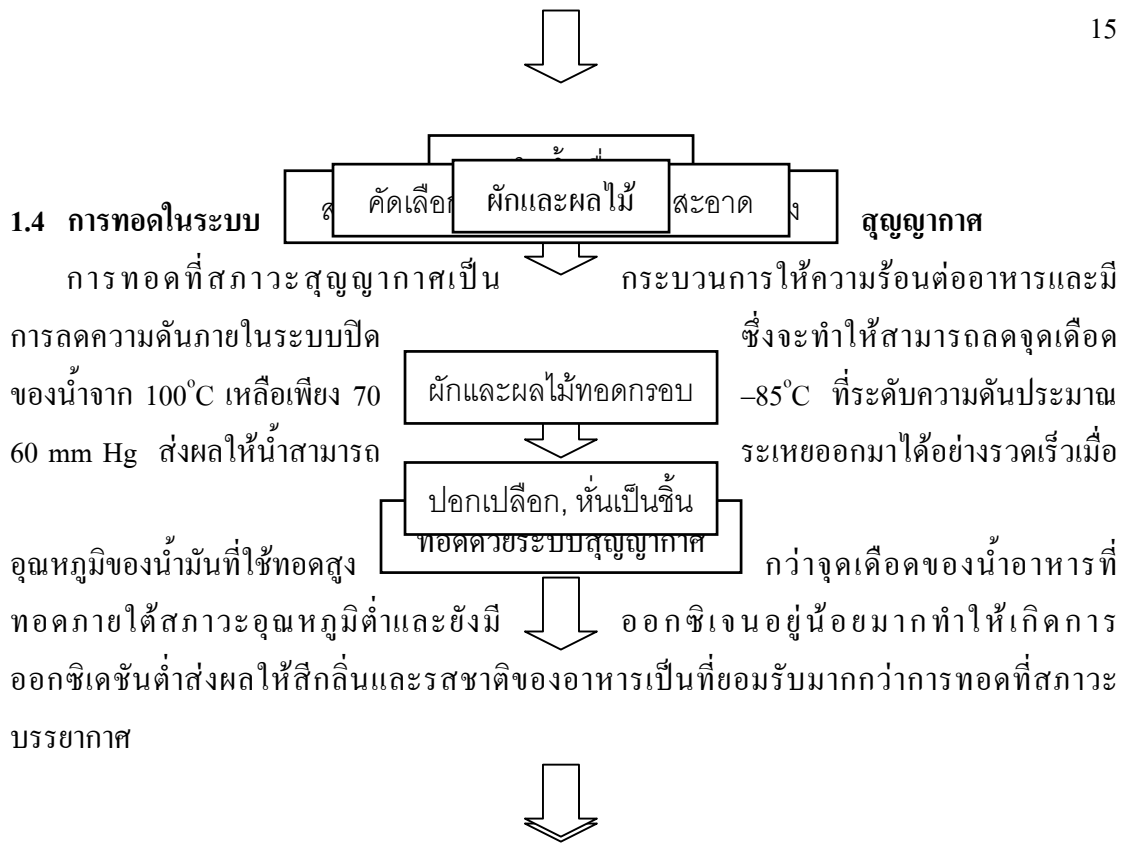 15
ผักและผลไม้
คัดเลือก สะอาด
1.4 การทอดในระบบ สุญญากาศ
การทอดที่สภาวะสุญญากาศเป็น กระบวนการให้ความร้อนต่ออาหารและมี
การลดความดันภายในระบบปิด ซึ่งจะทำให้สามารถลดจุดเดือด
ผักและผลไม้ทอดกรอบ
ของน้ำจาก 100°C เหลือเพียง 70 –85°C ที่ระดับความดันประมาณ
60 mm Hg ส่งผลให้น้ำสามารถ ระเหยออกมาได้อย่างรวดเร็วเมื่อ
ปอกเปลือก, หั่นเป็นชิ้น
ทอดด้วยระบบสุญญากาศ
อุณหภูมิของน้ำมันที่ใช้ทอดสูง กว่าจุดเดือดของน้ำอาหารที่
ทอดภายใต้สภาวะอุณหภูมิต่ำและยังมี ออกซิเจนอยู่น้อยมากทำให้เกิดการ
ออกซิเดชันต่ำส่งผลให้สีกลิ่นและรสชาติของอาหารเป็นที่ยอมรับมากกว่าการทอดที่สภาวะ
บรรยากาศ